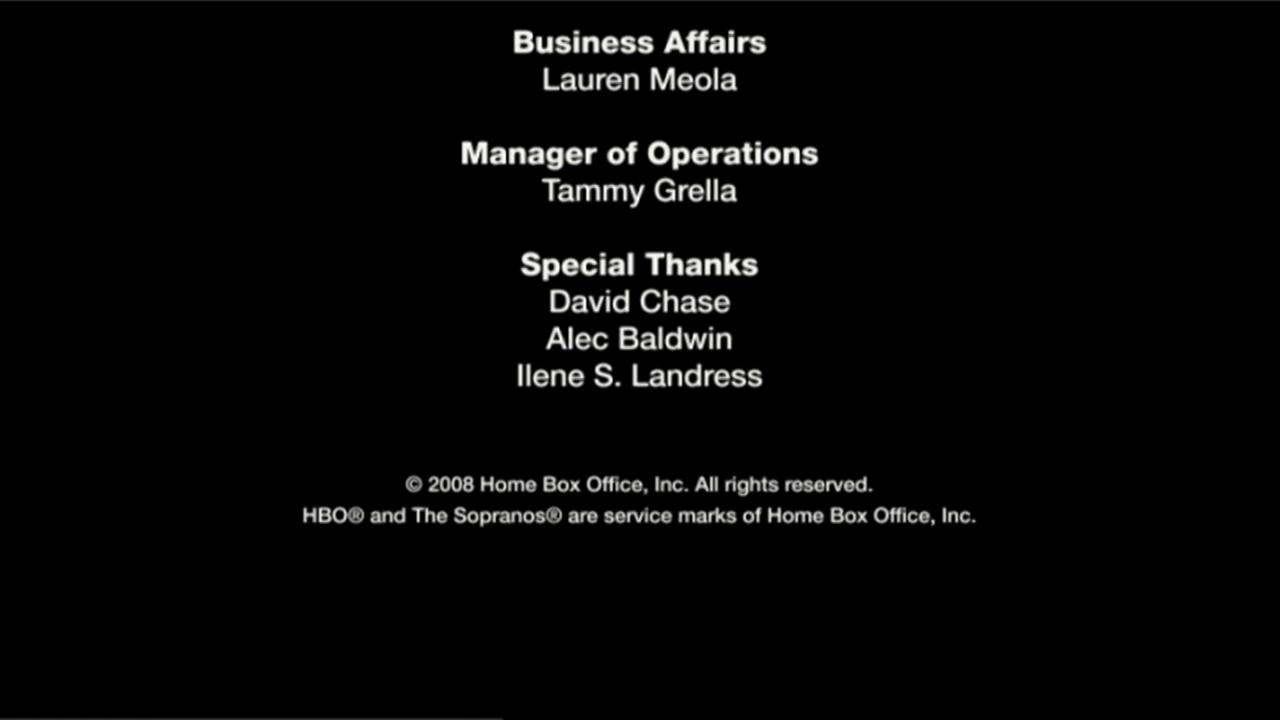 Business Affairs
Lauren Meola
Manager of Operations
Tammy Grella
Special Thanks
David Chase
Alec Baldwin
Ilene S. Landress
© 2008 Home Box Office, Inc. All rights reserved.
HBO® and The Sopranos® are service marks of Home Box Office, Inc.